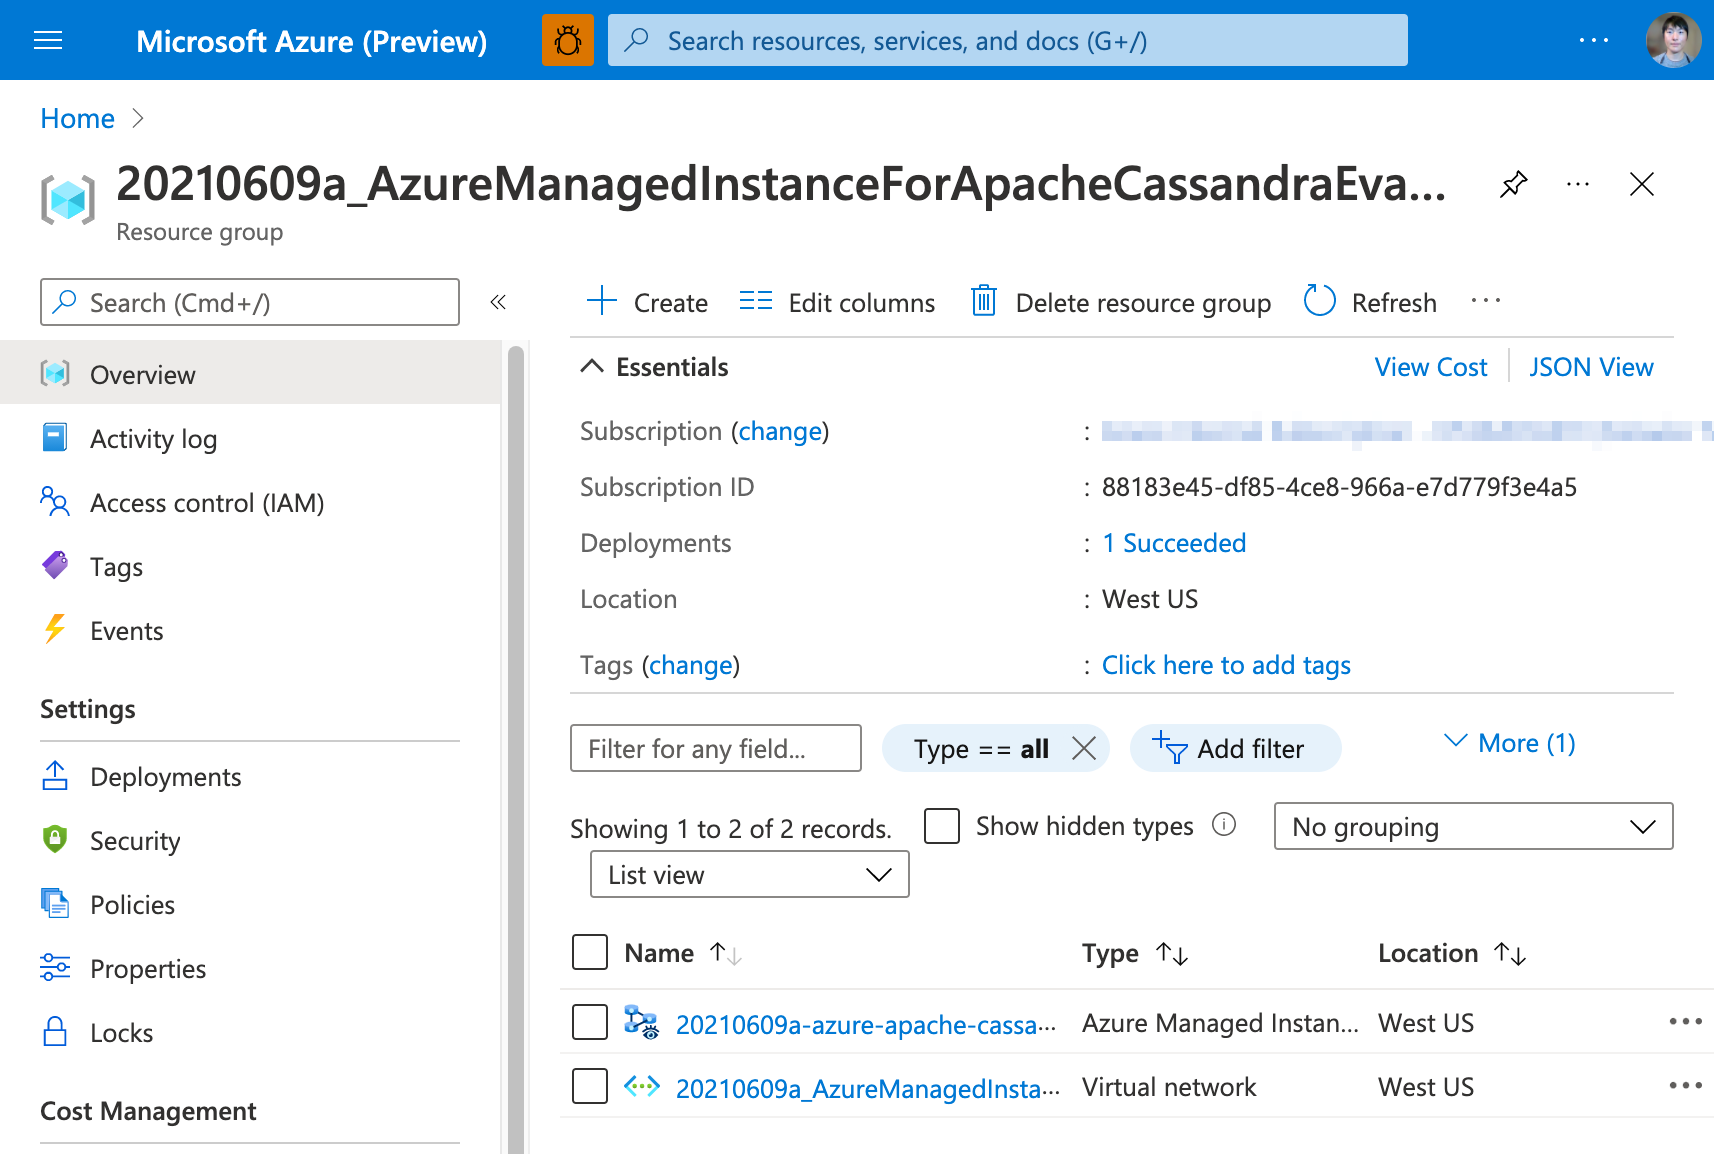 Microsoft Azure (Preview)
Search resources, services, and docs (G+/)
Home
20210609a_AzureManagedInstanceForApacheCassandraEva...
Resource group
Search (Cmd+/)
Overview
Activity log
Access control (IAM)
Tags
Events
Settings
Deployments
Security
Policies
Properties
Locks
Cost Management
Create
Edit columns
Delete resource group
Refresh
Essentials
View Cost
JSON View
Subscription (change) :
Subscription ID : 88183e45-df85-4ce8-966a-e7d779f3e4a5
Deployments : 1 Succeeded
Location : West US
Tags (change) : Click here to add tags
Filter for any field...
Type == all
Add filter
More (1)
Showing 1 to 2 of 2 records.
Show hidden types
No grouping
List view
Name Type Location
20210609a-azure-apache-cassa... Azure Managed Instan... West US
20210609a_AzureManagedInsta... Virtual network West US